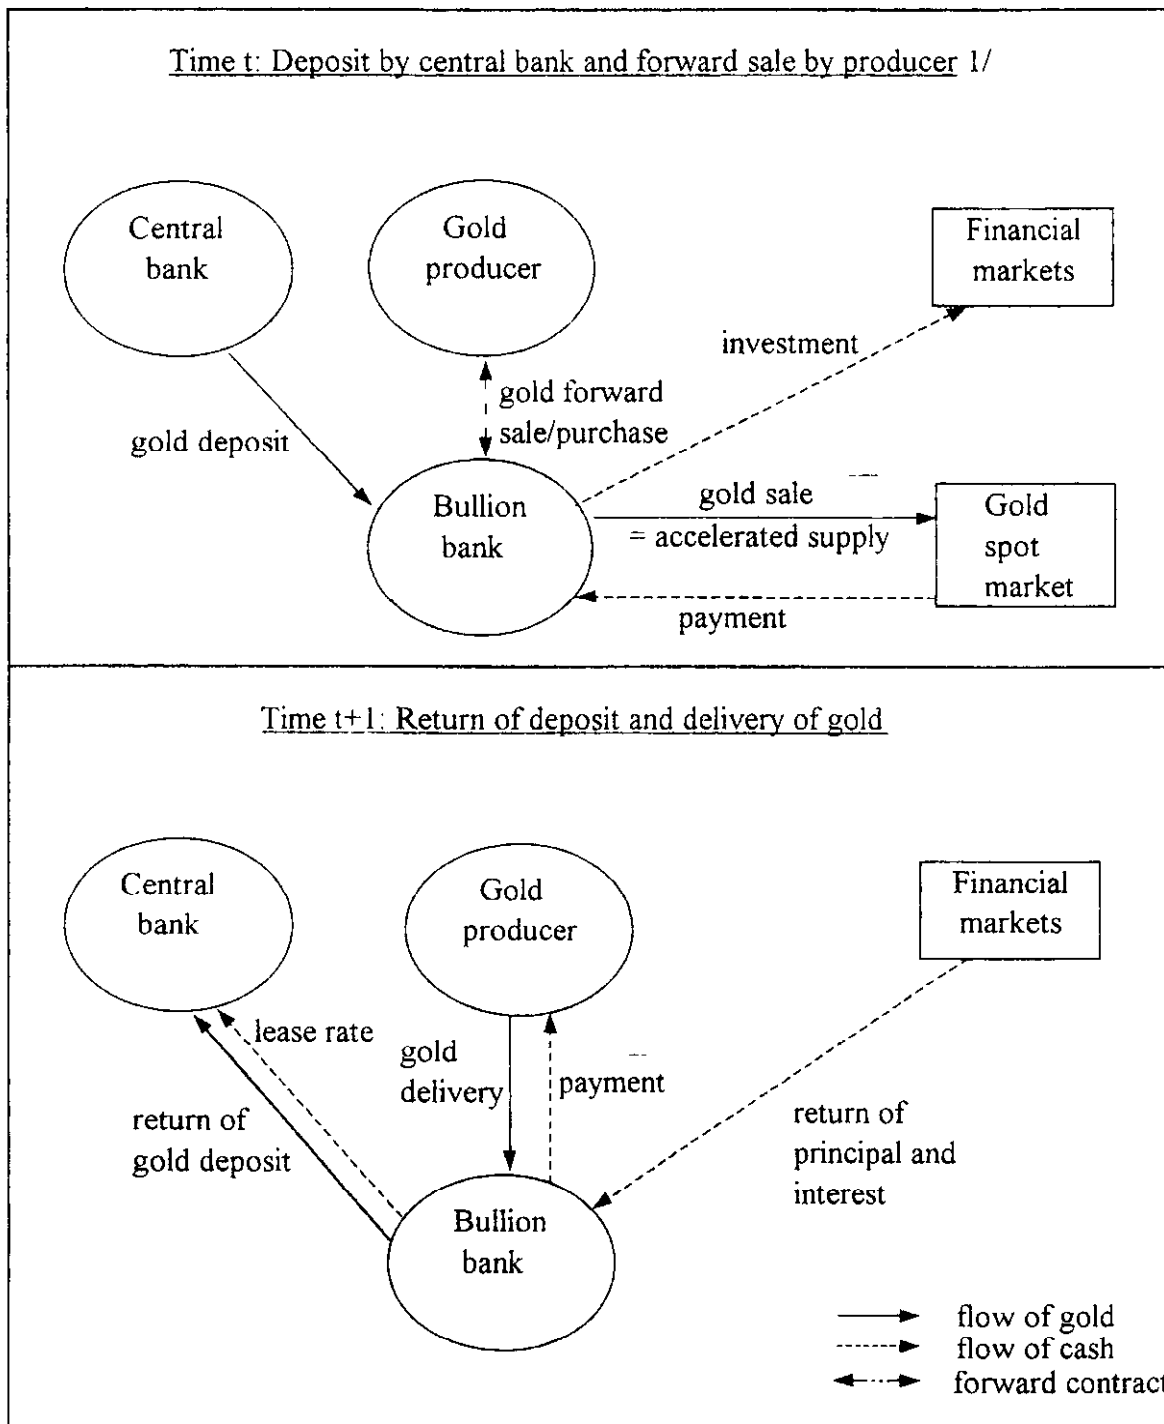 Time t: Deposit by central bank and forward sale by producer 1/
Central
bank
Gold
producer
Financial
markets
investment
gold forward
sale/purchase
gold deposit
Bullion
bank
gold sale
= accelerated supply
Gold
spot
market
payment
Time t+1: Return of deposit and delivery of gold
Central
bank
Gold
producer
Financial
markets
lease rate
gold
delivery
payment
return of
gold deposit
return of
principal and
interest
Bullion
bank
flow of gold
flow of cash
forward contract